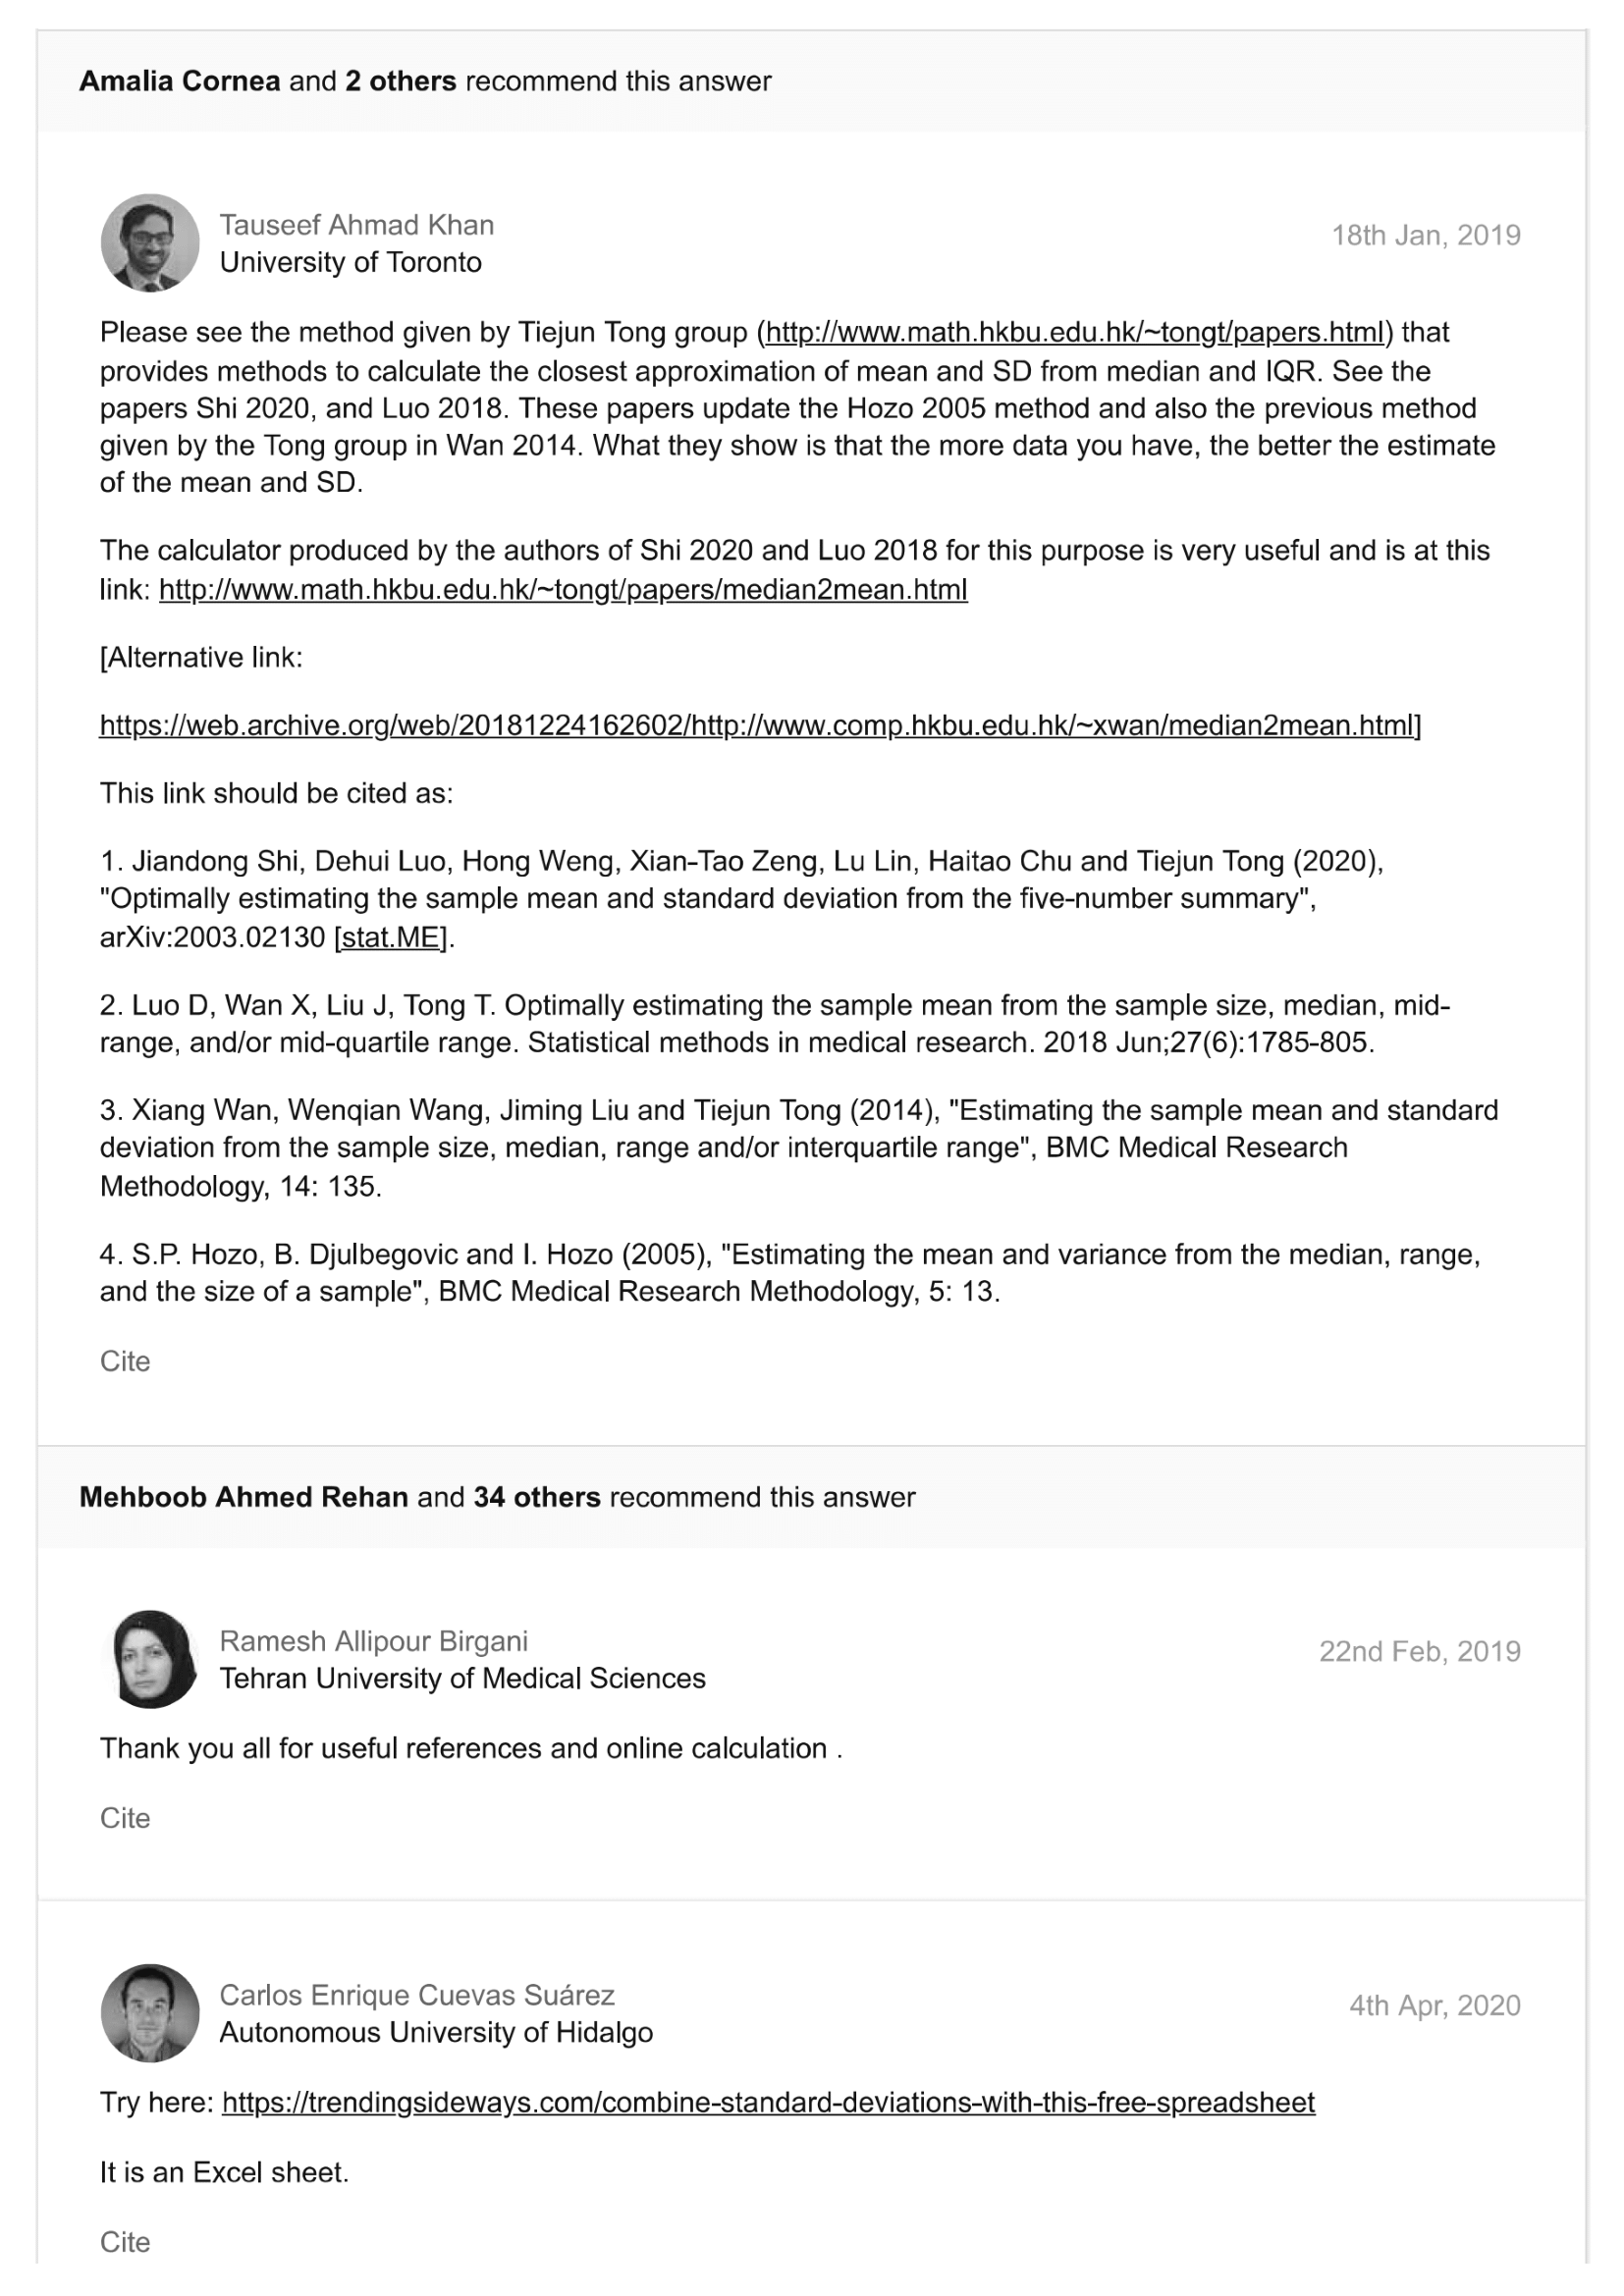 Amalia Cornea and 2 others recommend this answer
Tauseef Ahmad Khan
18th Jan, 2019
University of Toronto
Please see the method given by Tiejun Tong group (http://www.math.hkbu.edu.hk/~tongt/papers.html) that
provides methods to calculate the closest approximation of mean and SD from median and IQR. See the
papers Shi 2020, and Luo 2018. These papers update the Hozo 2005 method and also the previous method
given by the Tong group in Wan 2014. What they show is that the more data you have, the better the estimate
of the mean and SD.
The calculator produced by the authors of Shi 2020 and Luo 2018 for this purpose is very useful and is at this
link: http://www.math.hkbu.edu.hk/~tongt/papers/median2mean.html
[Alternative link:
https://web.archive.org/web/20181224162602/http://www.comp.hkbu.edu.hk/~xwan/median2mean.html]
This link should be cited as:
1. Jiandong Shi, Dehui Luo, Hong Weng, Xian-Tao Zeng, Lu Lin, Haitao Chu and Tiejun Tong (2020),
"Optimally estimating the sample mean and standard deviation from the five-number summary",
arXiv:2003.02130 [stat.ME].
2. Luo D, Wan X, Liu J, Tong T. Optimally estimating the sample mean from the sample size, median, mid-
range, and/or mid-quartile range. Statistical methods in medical research. 2018 Jun;27(6):1785-805.
3. Xiang Wan, Wenqian Wang, Jiming Liu and Tiejun Tong (2014), "Estimating the sample mean and standard
deviation from the sample size, median, range and/or interquartile range", BMC Medical Research
Methodology, 14: 135.
4. S.P. Hozo, B. Djulbegovic and I. Hozo (2005), "Estimating the mean and variance from the median, range,
and the size of a sample", BMC Medical Research Methodology, 5: 13.
Cite
Mehboob Ahmed Rehan and 34 others recommend this answer
Ramesh Allipour Birgani
22nd Feb, 2019
Tehran University of Medical Sciences
Thank you all for useful references and online calculation .
Cite
Carlos Enrique Cuevas Suárez
4th Apr, 2020
Autonomous University of Hidalgo
Try here: https://trendingsideways.com/combine-standard-deviations-with-this-free-spreadsheet
It is an Excel sheet.
Cite